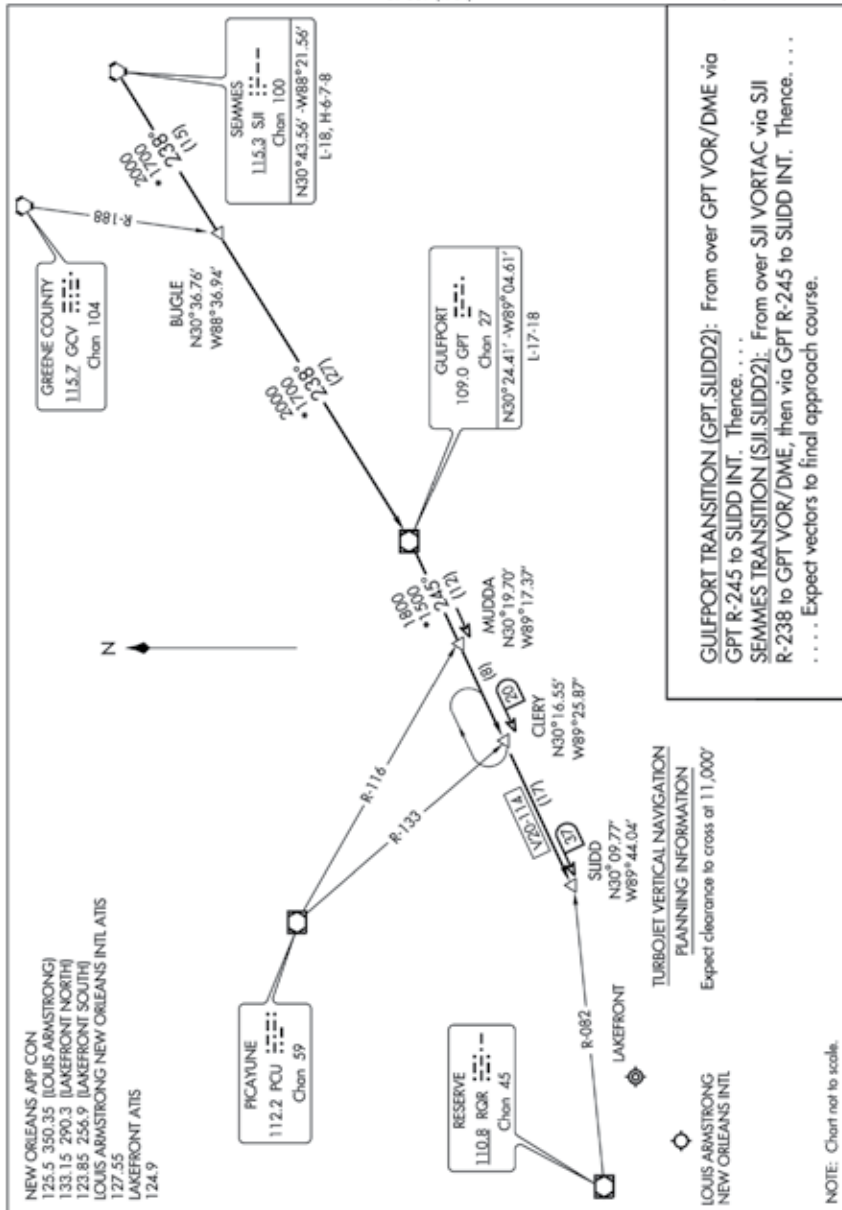 NEW ORLEANS APP CON
125.5 350.35 (LOUIS ARMSTRONG)
133.15 290.3 (LAKEFRONT NORTH)
123.85 256.9 (LAKEFRONT SOUTH)
LOUIS ARMSTRONG NEW ORLEANS INTL ATIS
127.55
LAKEFRONT ATIS
124.9
GREENE COUNTY
115.7 GCV
Chan 104
R-188
2000
*1700
238°
(15)
SEMMES
115.3 SJI
Chan 100
N30°43.56' -W88°21.56'
L-18, H-6-7-8
BUGLE
N30°36.76'
W88°36.94'
2000
*1700
238°
(27)
GULFPORT
109.0 GPT
Chan 27
N30°24.41' -W89°04.61'
L-17-18
N
1800
*1500
245°
(12)
MUDDA
N30°19.70'
W89°17.37'
R-116
(8)
20
CLERY
N30°16.55'
W89°25.87'
R-133
PICAYUNE
112.2 PCU
Chan 59
V20-114
(17)
37
SLIDD
N30°09.77'
W89°44.04'
RESERVE
110.8 RQR
Chan 45
R-082
LAKEFRONT
LOUIS ARMSTRONG
NEW ORLEANS INTL
TURBOJET VERTICAL NAVIGATION
PLANNING INFORMATION
Expect clearance to cross at 11,000'
NOTE: Chart not to scale.
GULFPORT TRANSITION (GPT.SLIDD2): From over GPT VOR/DME via
GPT R-245 to SLIDD INT. Thence. . . .
SEMMES TRANSITION (SJI.SLIDD2): From over SJI VORTAC via SJI
R-238 to GPT VOR/DME, then via GPT R-245 to SLIDD INT. Thence. . . .
. . . . Expect vectors to final approach course.